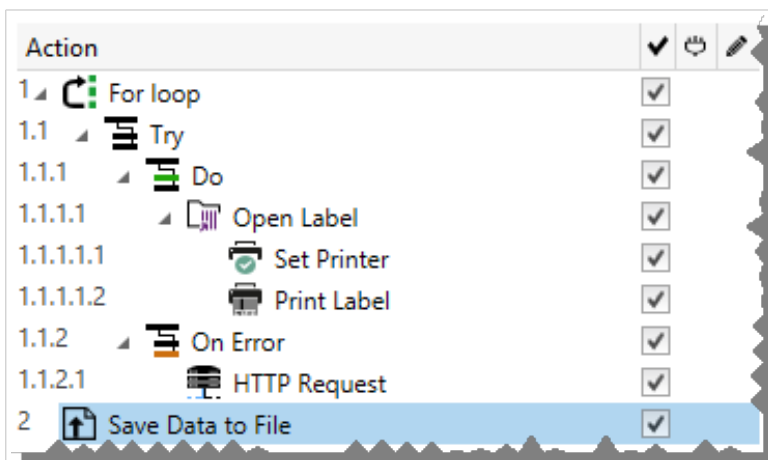 Action
1 For loop
1.1 Try
1.1.1 Do
1.1.1.1 Open Label
1.1.1.1.1 Set Printer
1.1.1.1.2 Print Label
1.1.2 On Error
1.1.2.1 HTTP Request
2 Save Data to File